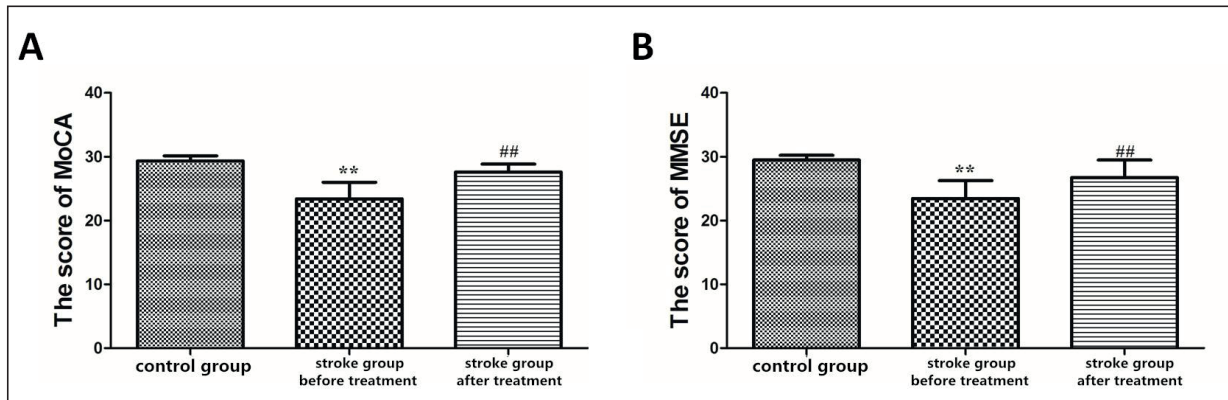 A
The score of MoCA
40
30
20
10
0
**
##
control group
stroke group
before treatment
stroke group
after treatment
B
The score of MMSE
40
30
20
10
0
**
##
control group
stroke group
before treatment
stroke group
after treatment